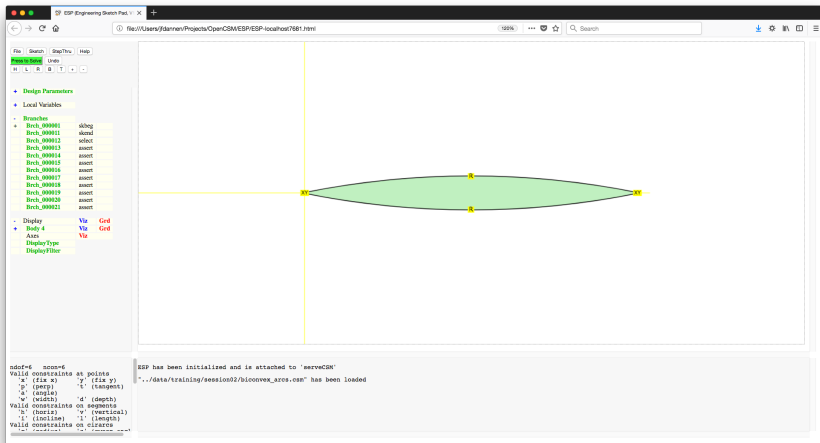 ESP (Engineering Sketch Pad, V
file:///Users/jfdannen/Projects/OpenCSM/ESP/ESP-localhost7681.html
120%
Search
File Sketch StepThru Help
Press to Solve Undo
H L R B T + -
+ Design Parameters
+ Local Variables
- Branches
+ Brch_000001 skbeg
Brch_000011 skend
Brch_000012 select
Brch_000013 assert
Brch_000014 assert
Brch_000015 assert
Brch_000016 assert
Brch_000017 assert
Brch_000018 assert
Brch_000019 assert
Brch_000020 assert
Brch_000021 assert
- Display Viz Grd
+ Body 4 Viz Grd
Axes Viz
DisplayType
DisplayFilter
R
XY XY
R
ndof=6 ncon=6
Valid constraints at points
'x' (fix x) 'y' (fix y)
'p' (perp) 't' (tangent)
'a' (angle)
'w' (width) 'd' (depth)
Valid constraints on segments
'h' (horiz) 'v' (vertical)
'i' (incline) 'l' (length)
Valid constraints on cirarcs
ESP has been initialized and is attached to 'serveCSM'
"../data/training/session02/biconvex_arcs.csm" has been loaded